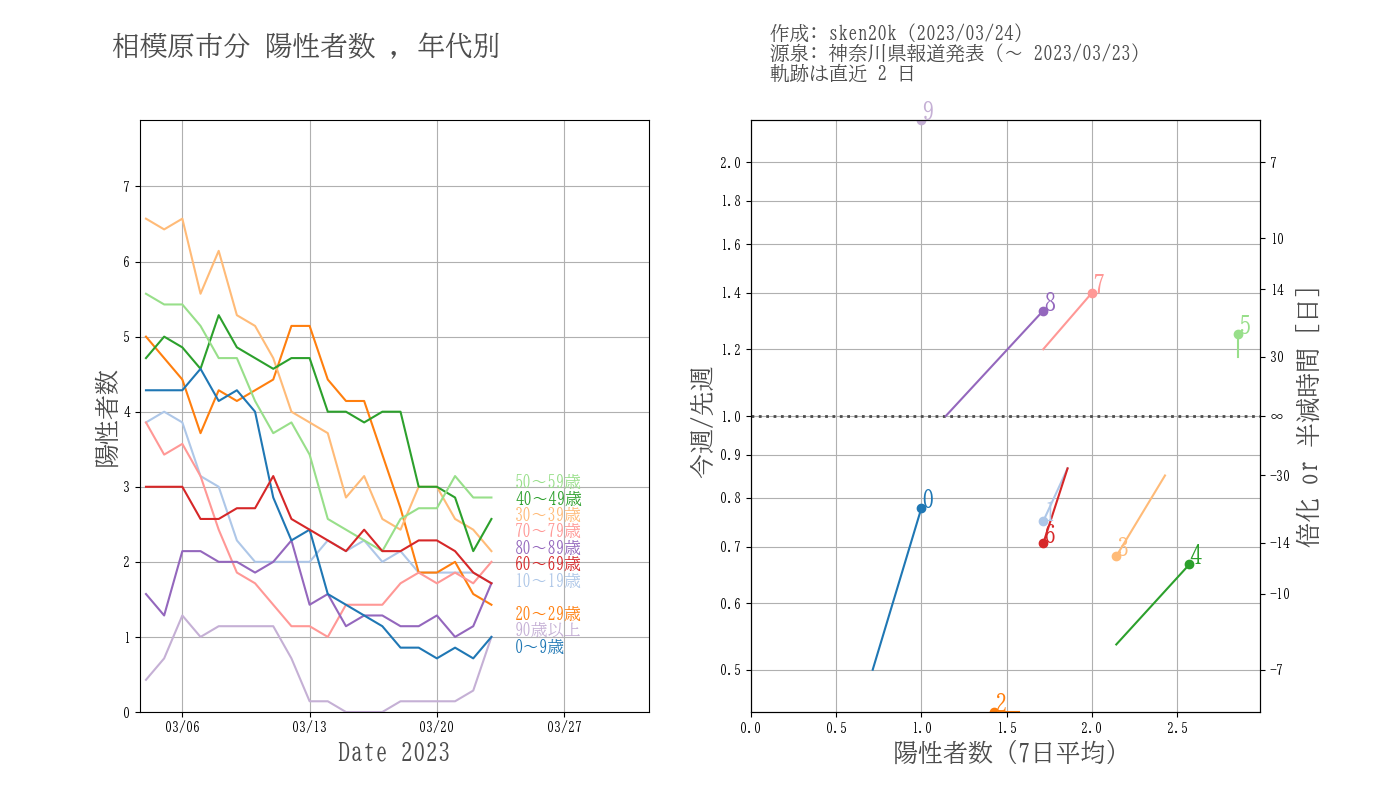 相模原市分 陽性者数 , 年代別
作成: sken20k (2023/03/24)
源泉: 神奈川県報道発表 (～ 2023/03/23)
軌跡は直近 2 日
陽性者数
7
6
5
4
3
2
1
0
03/06
03/13
03/20
03/27
Date 2023
50～59歳
40～49歳
30～39歳
70～79歳
80～89歳
60～69歳
10～19歳
20～29歳
90歳以上
0～9歳
今週/先週
2.0
1.8
1.6
1.4
1.2
1.0
0.9
0.8
0.7
0.6
0.5
0.0
0.5
1.0
1.5
2.0
2.5
陽性者数 (7日平均)
9
7
8
5
0
1
6
3
4
2
7
10
14
30
∞
−30
−14
−10
−7
倍化 or 半減時間 [日]